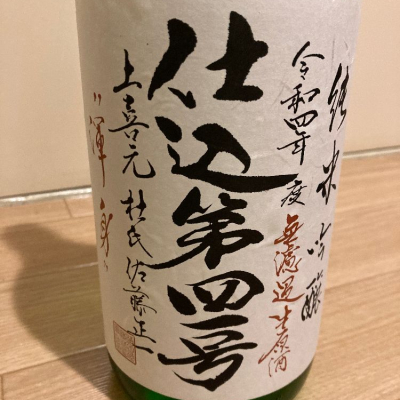 純米吟醸
令和四年度
無濾過生原酒
仕込第四号
上喜元 杜氏 佐藤正一
"渾身"